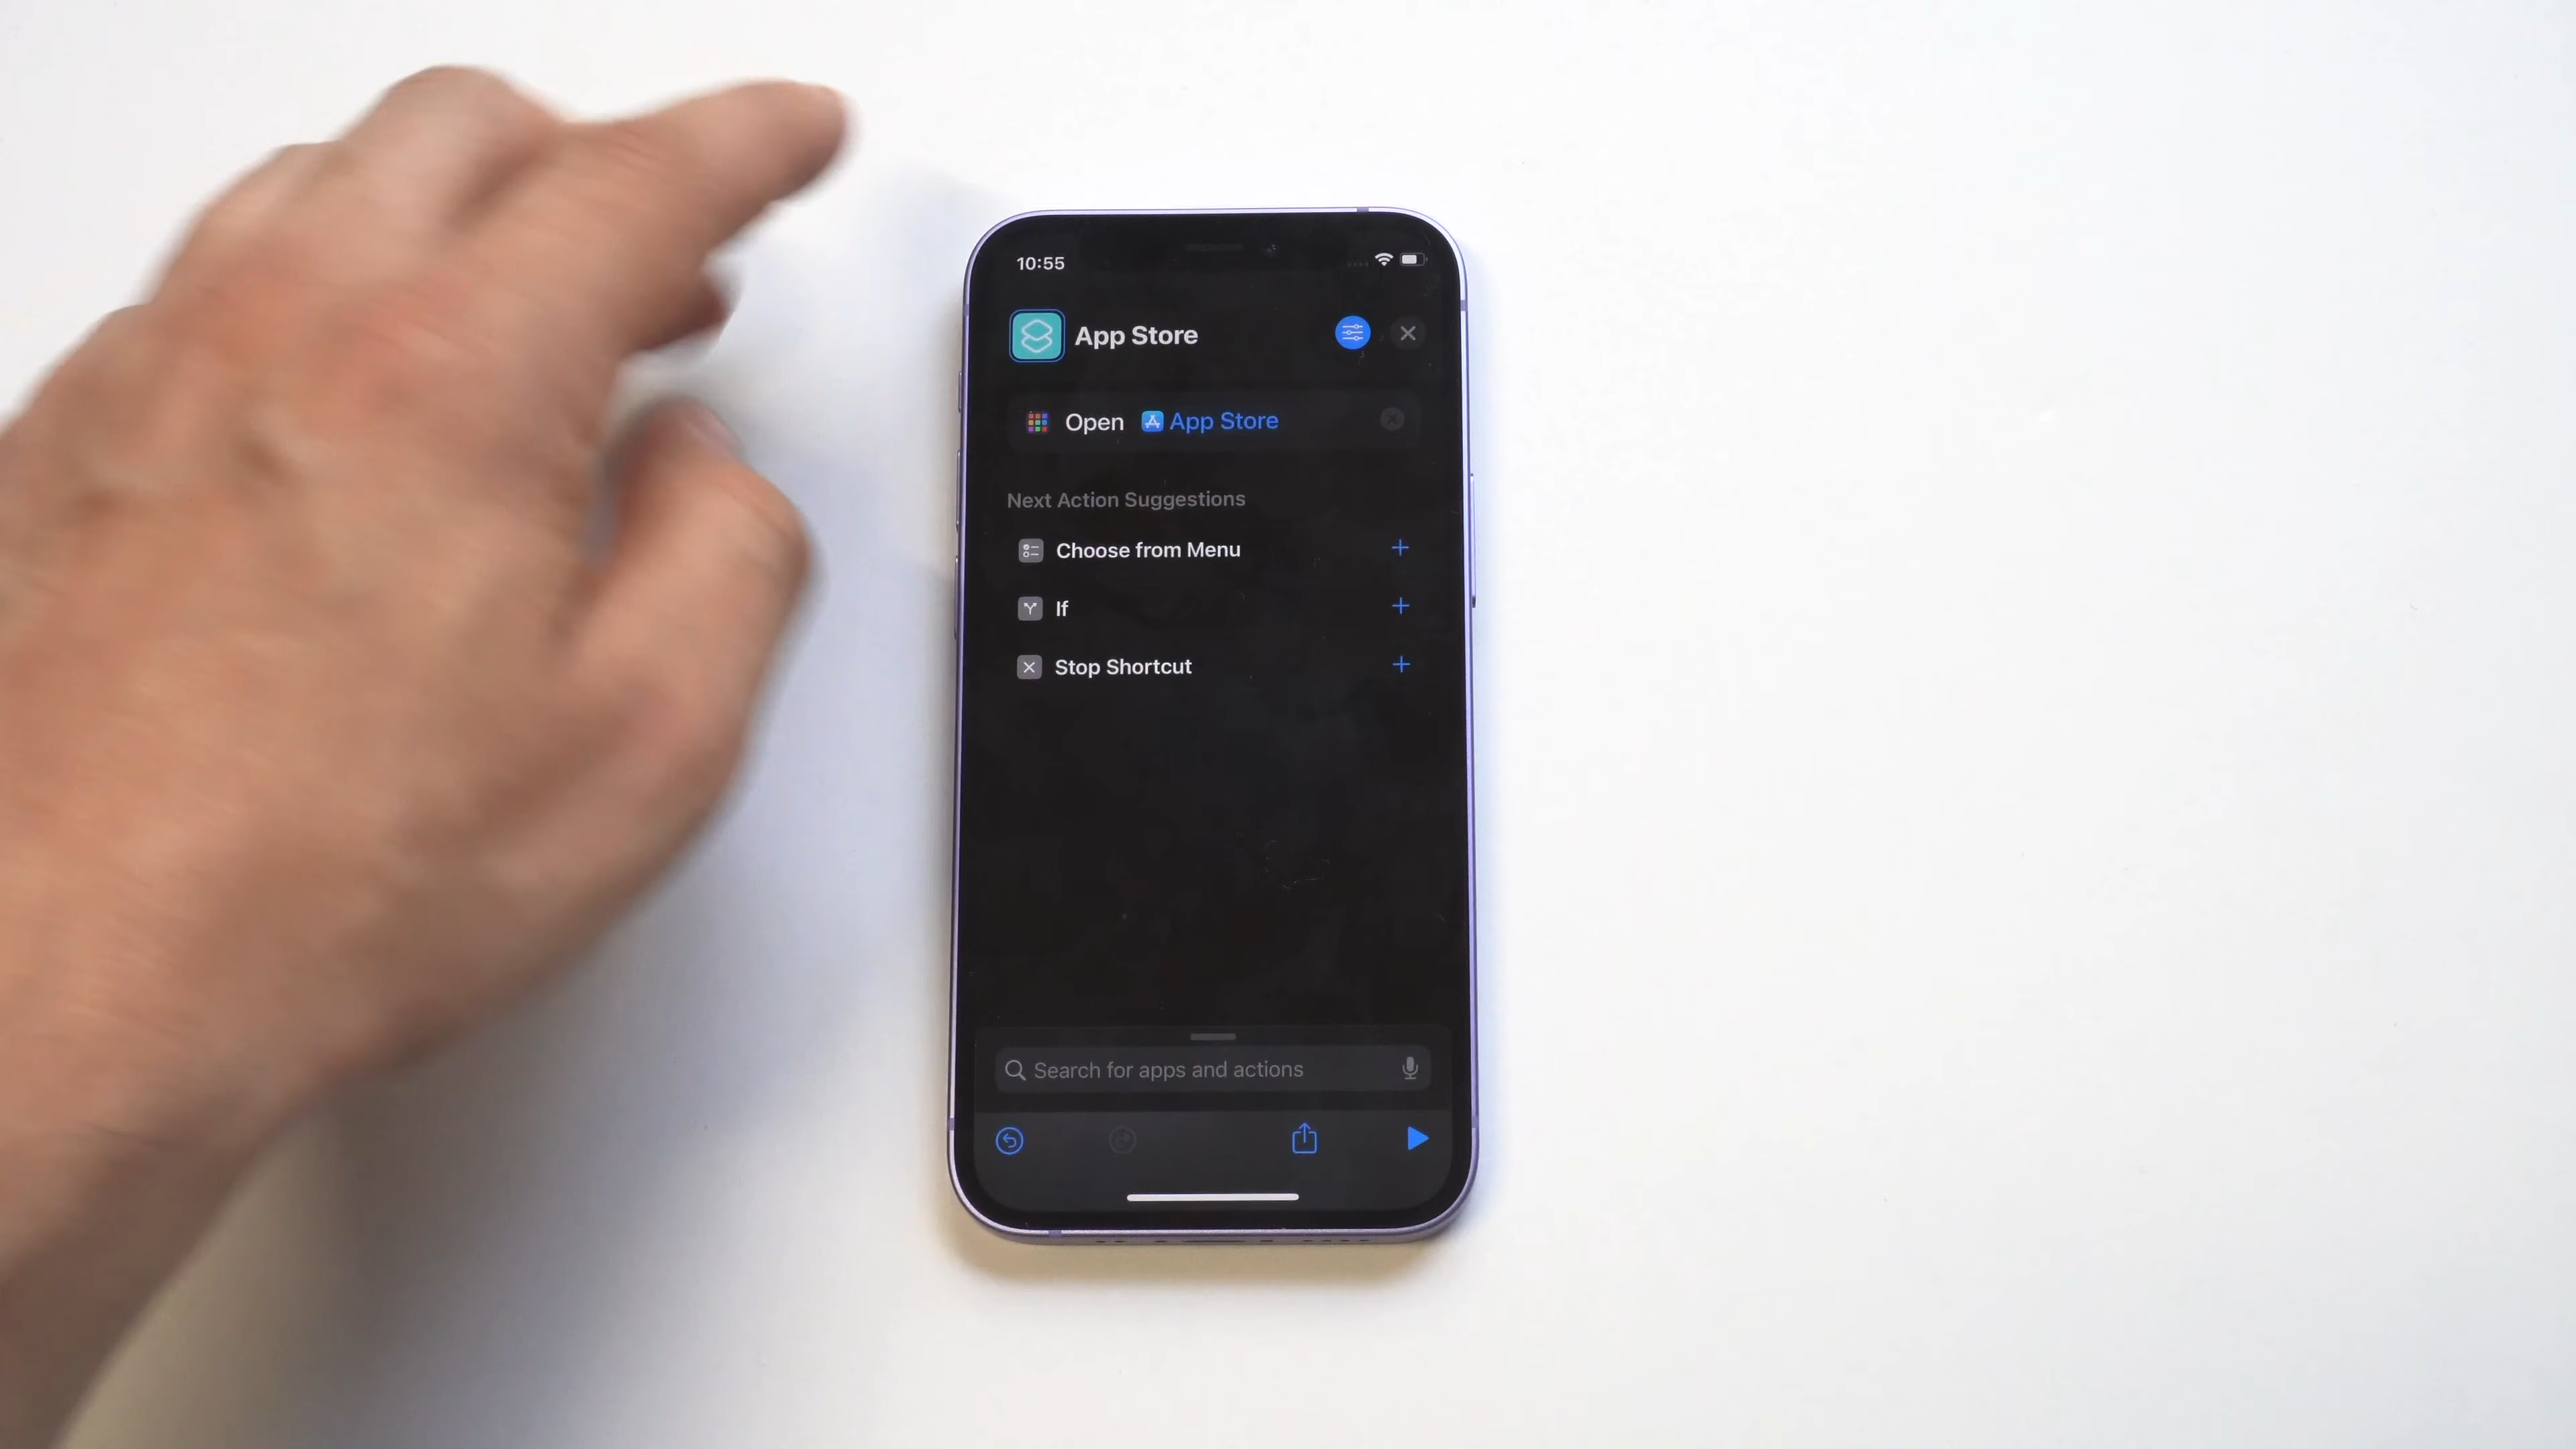 10:55
App Store
Open App Store
Next Action Suggestions
Choose from Menu
If
Stop Shortcut
Search for apps and actions